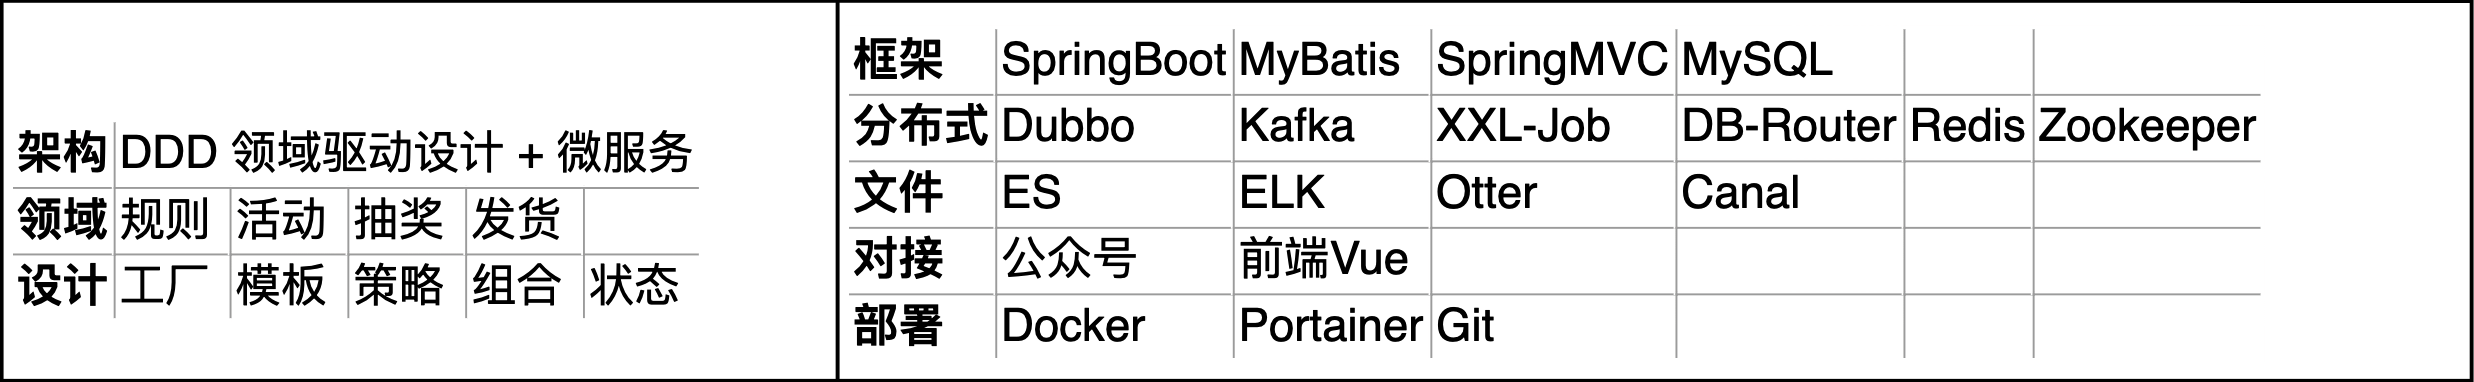 架构 DDD 领域驱动设计 + 微服务
领域 规则 活动 抽奖 发货
设计 工厂 模板 策略 组合 状态
框架 SpringBoot MyBatis SpringMVC MySQL
分布式 Dubbo Kafka XXL-Job DB-Router Redis Zookeeper
文件 ES ELK Otter Canal
对接 公众号 前端Vue
部署 Docker Portainer Git